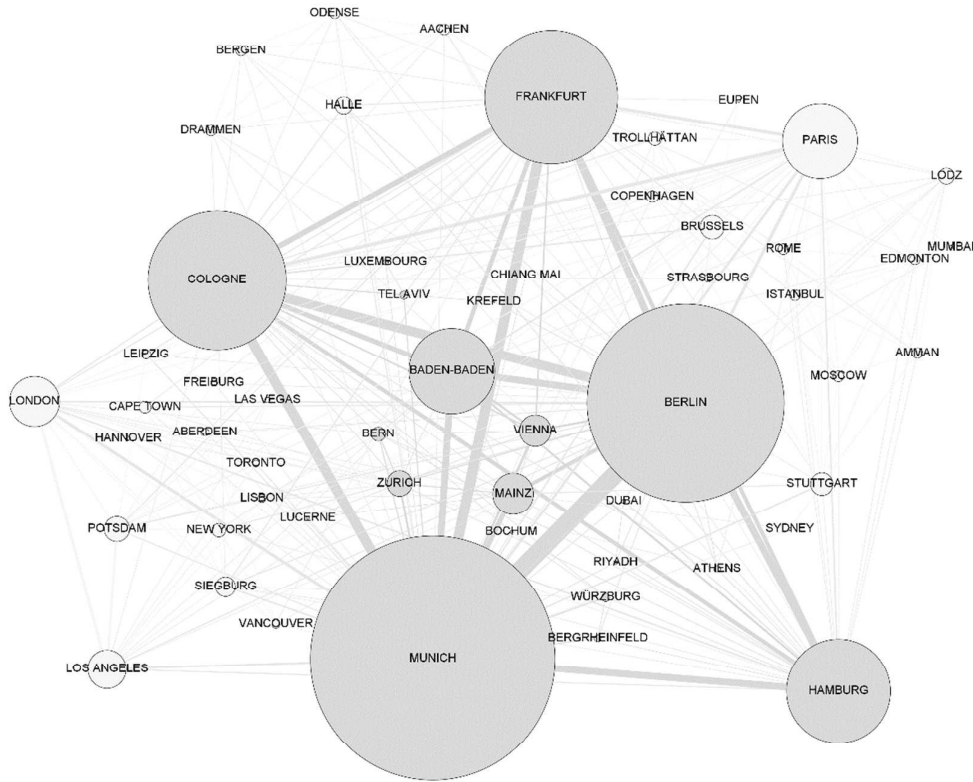 ODENSE
AACHEN
BERGEN
FRANKFURT
EUPEN
HALLE
DRAMMEN
TROLLHÄTTAN
PARIS
LODZ
COPENHAGEN
BRUSSELS
ROME
MUMBAI
EDMONTON
LUXEMBOURG
CHIANG MAI
COLOGNE
STRASBOURG
TEL AVIV
KREFELD
ISTANBUL
LEIPZIG
AMMAN
BADEN-BADEN
MOSCOW
FREIBURG
LONDON
LAS VEGAS
BERLIN
CAPE TOWN
HANNOVER
ABERDEEN
BERN
VIENNA
TORONTO
ZÜRICH
STUTTGART
LISBON
MAINZ
DUBAI
LUCERNE
POTSDAM
NEW YORK
BOCHUM
SYDNEY
RIYADH
ATHENS
SIEGBURG
WÜRZBURG
VANCOUVER
BERGRHEINFELD
MUNICH
LOS ANGELES
HAMBURG